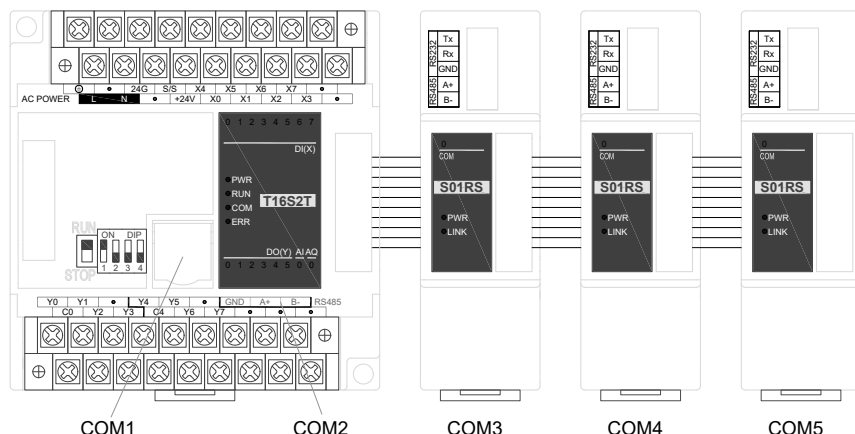 24G S/S X4 X5 X6 X7
AC POWER L N +24V X0 X1 X2 X3
0 1 2 3 4 5 6 7
DI(X)
PWR
RUN
COM
ERR
T16S2T
DO(Y) AI AQ
0 1 2 3 4 5 6 7 0 0
RUN
STOP
ON DIP
1 2 3 4
Y0 Y1 Y4 Y5 GND A+ B- RS485
C0 Y2 Y3 C4 Y6 Y7
RS232
Tx
Rx
GND
RS485
A+
B-
0
COM
S01RS
PWR
LINK
RS232
Tx
Rx
GND
RS485
A+
B-
0
COM
S01RS
PWR
LINK
RS232
Tx
Rx
GND
RS485
A+
B-
0
COM
S01RS
PWR
LINK
COM1 COM2 COM3 COM4 COM5